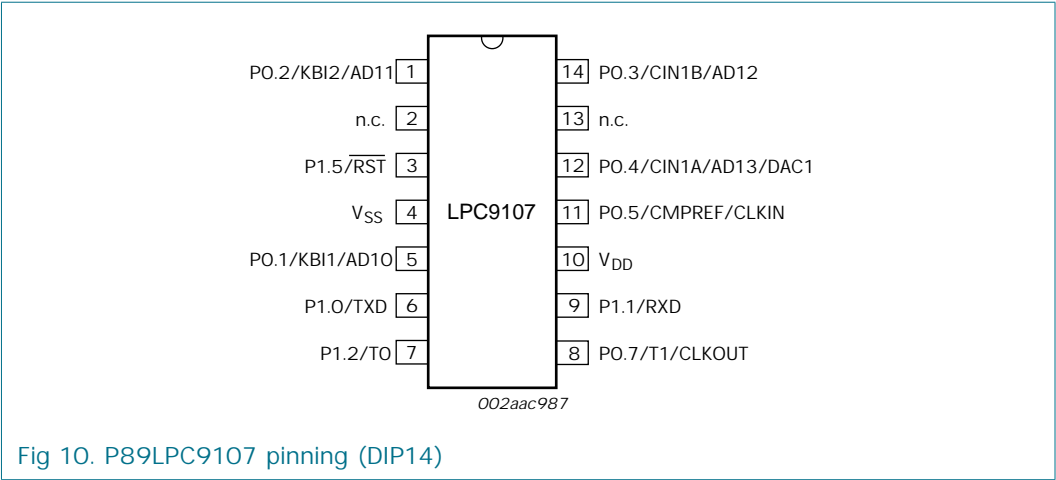 P0.2/KBI2/AD11 1
14 P0.3/CIN1B/AD12
n.c. 2
13 n.c.
P1.5/R̅S̅T̅ 3
12 P0.4/CIN1A/AD13/DAC1
VSS 4
LPC9107
11 P0.5/CMPREF/CLKIN
P0.1/KBI1/AD10 5
10 VDD
P1.0/TXD 6
9 P1.1/RXD
P1.2/T0 7
8 P0.7/T1/CLKOUT
002aac987
Fig 10. P89LPC9107 pinning (DIP14)